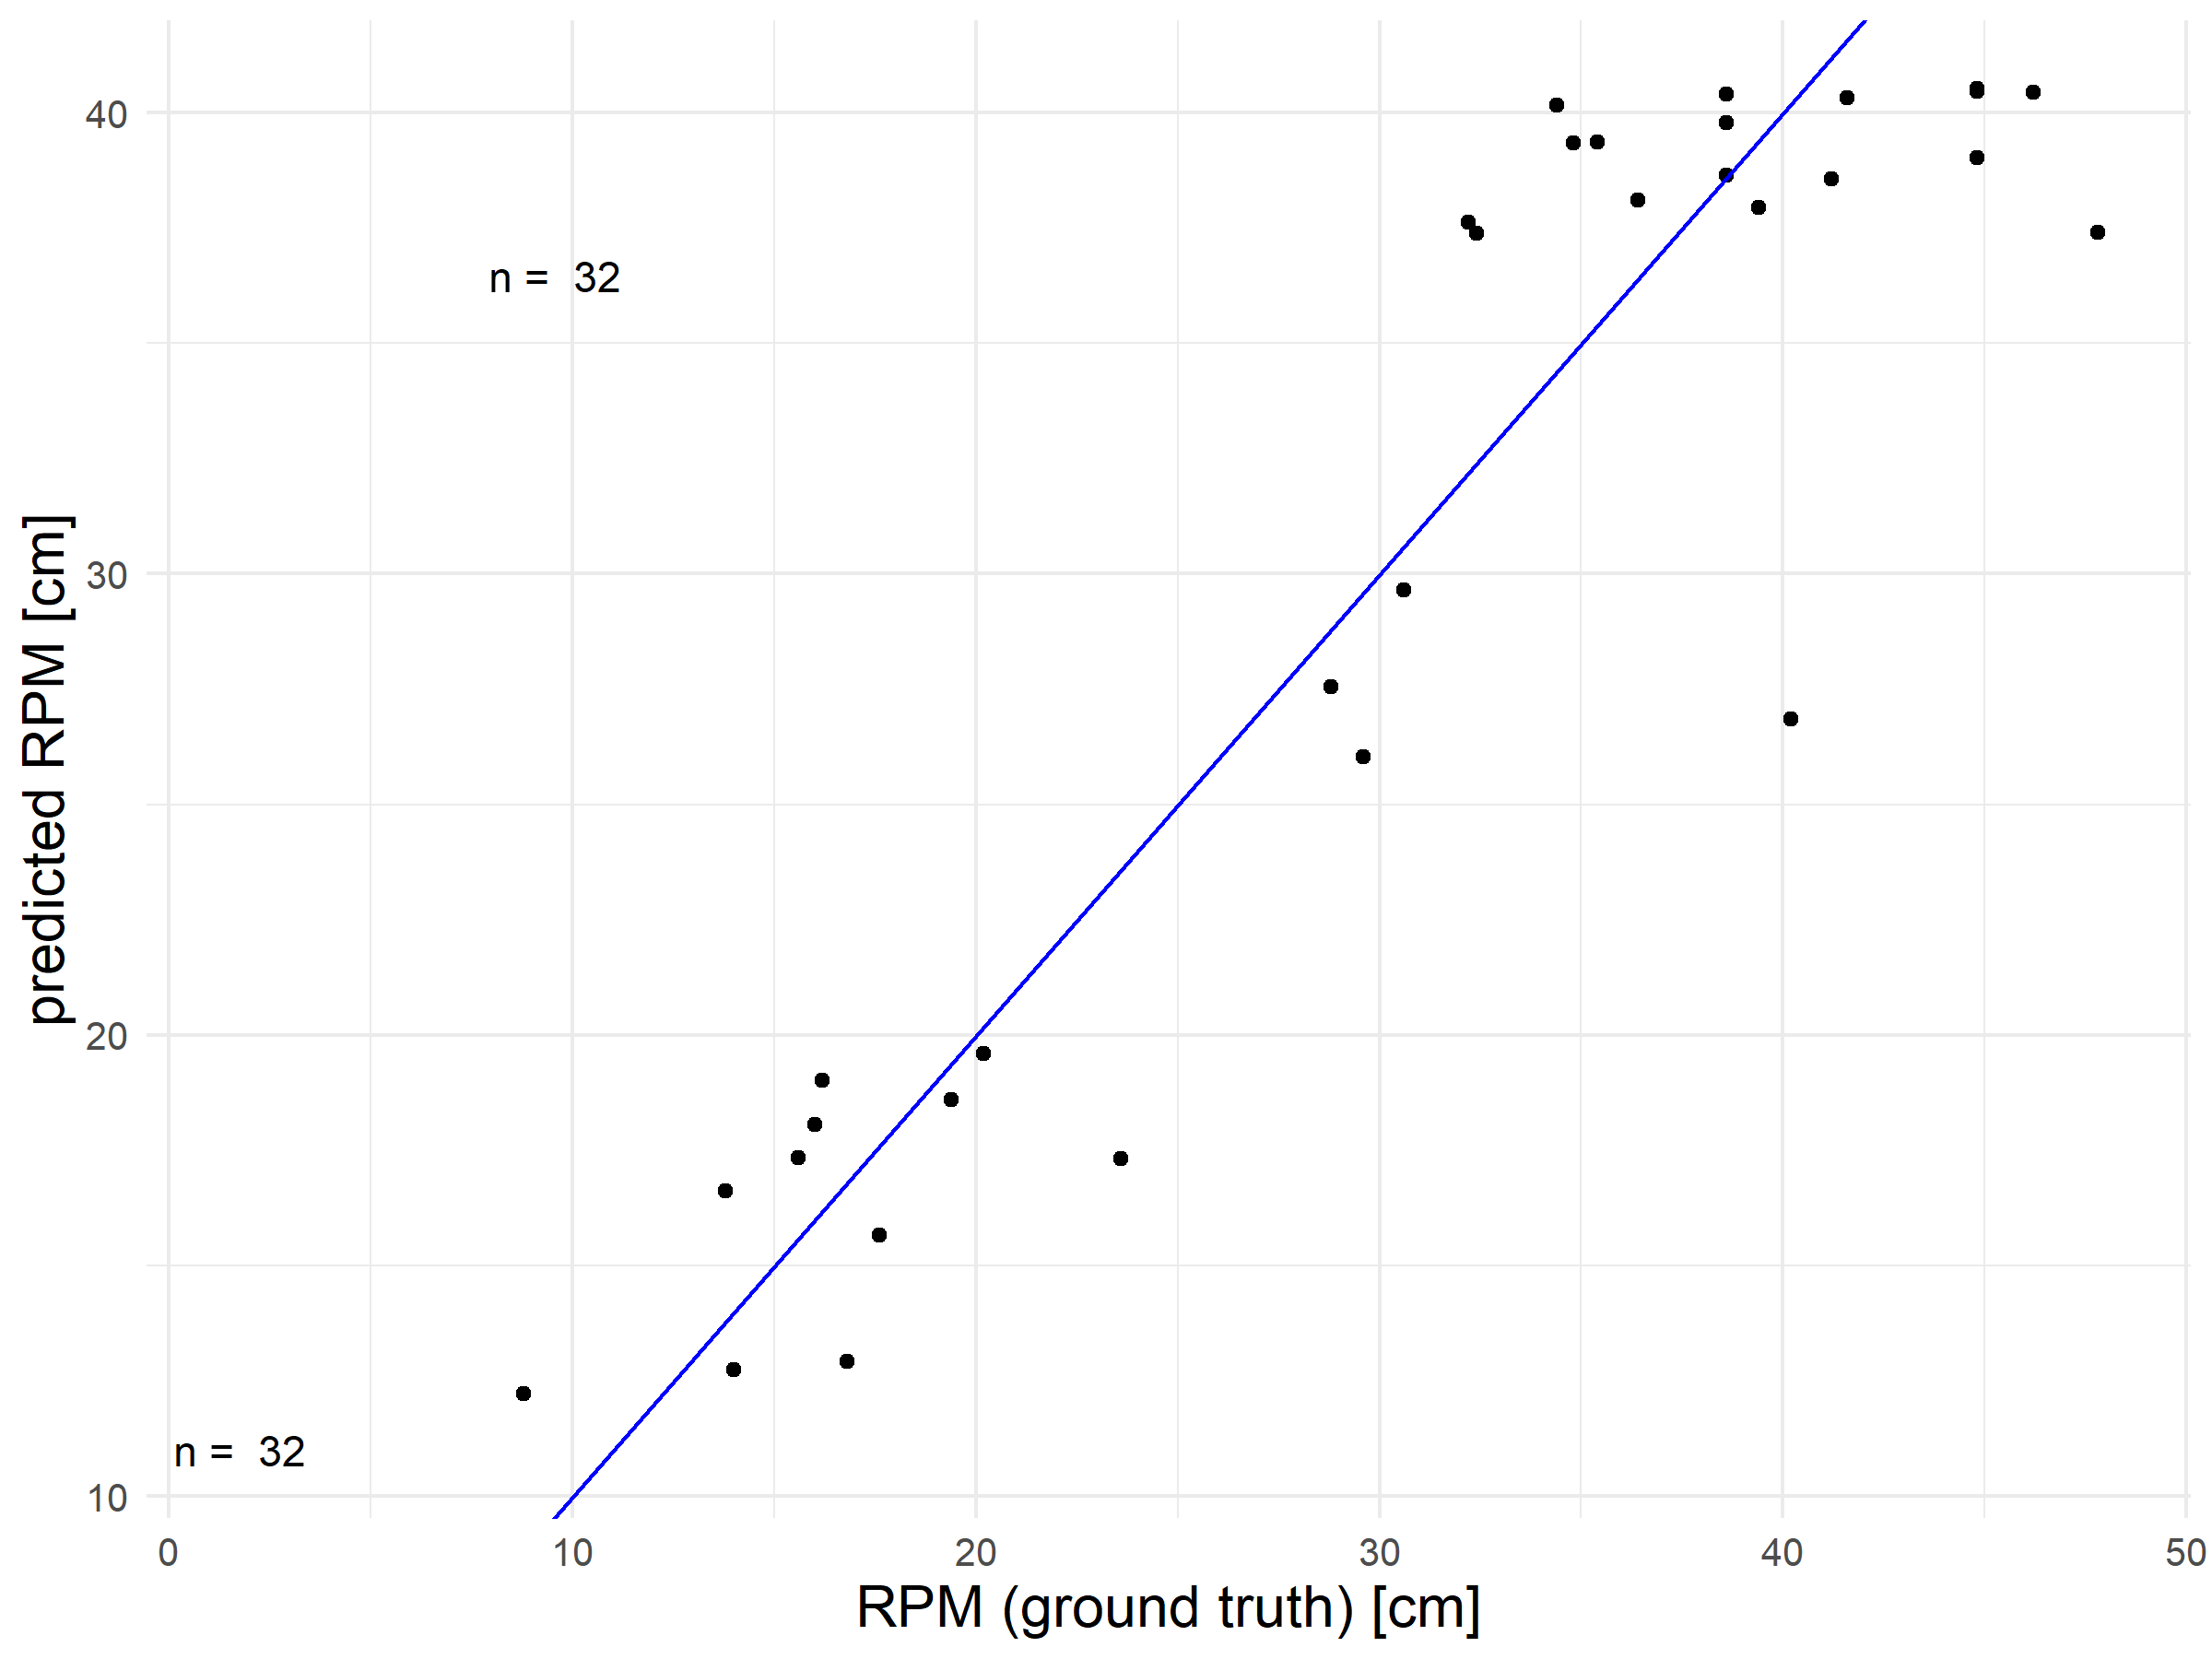 40
n =  32
30
predicted RPM [cm]
20
n =  32
10
0 10 20 30 40 50
RPM (ground truth) [cm]